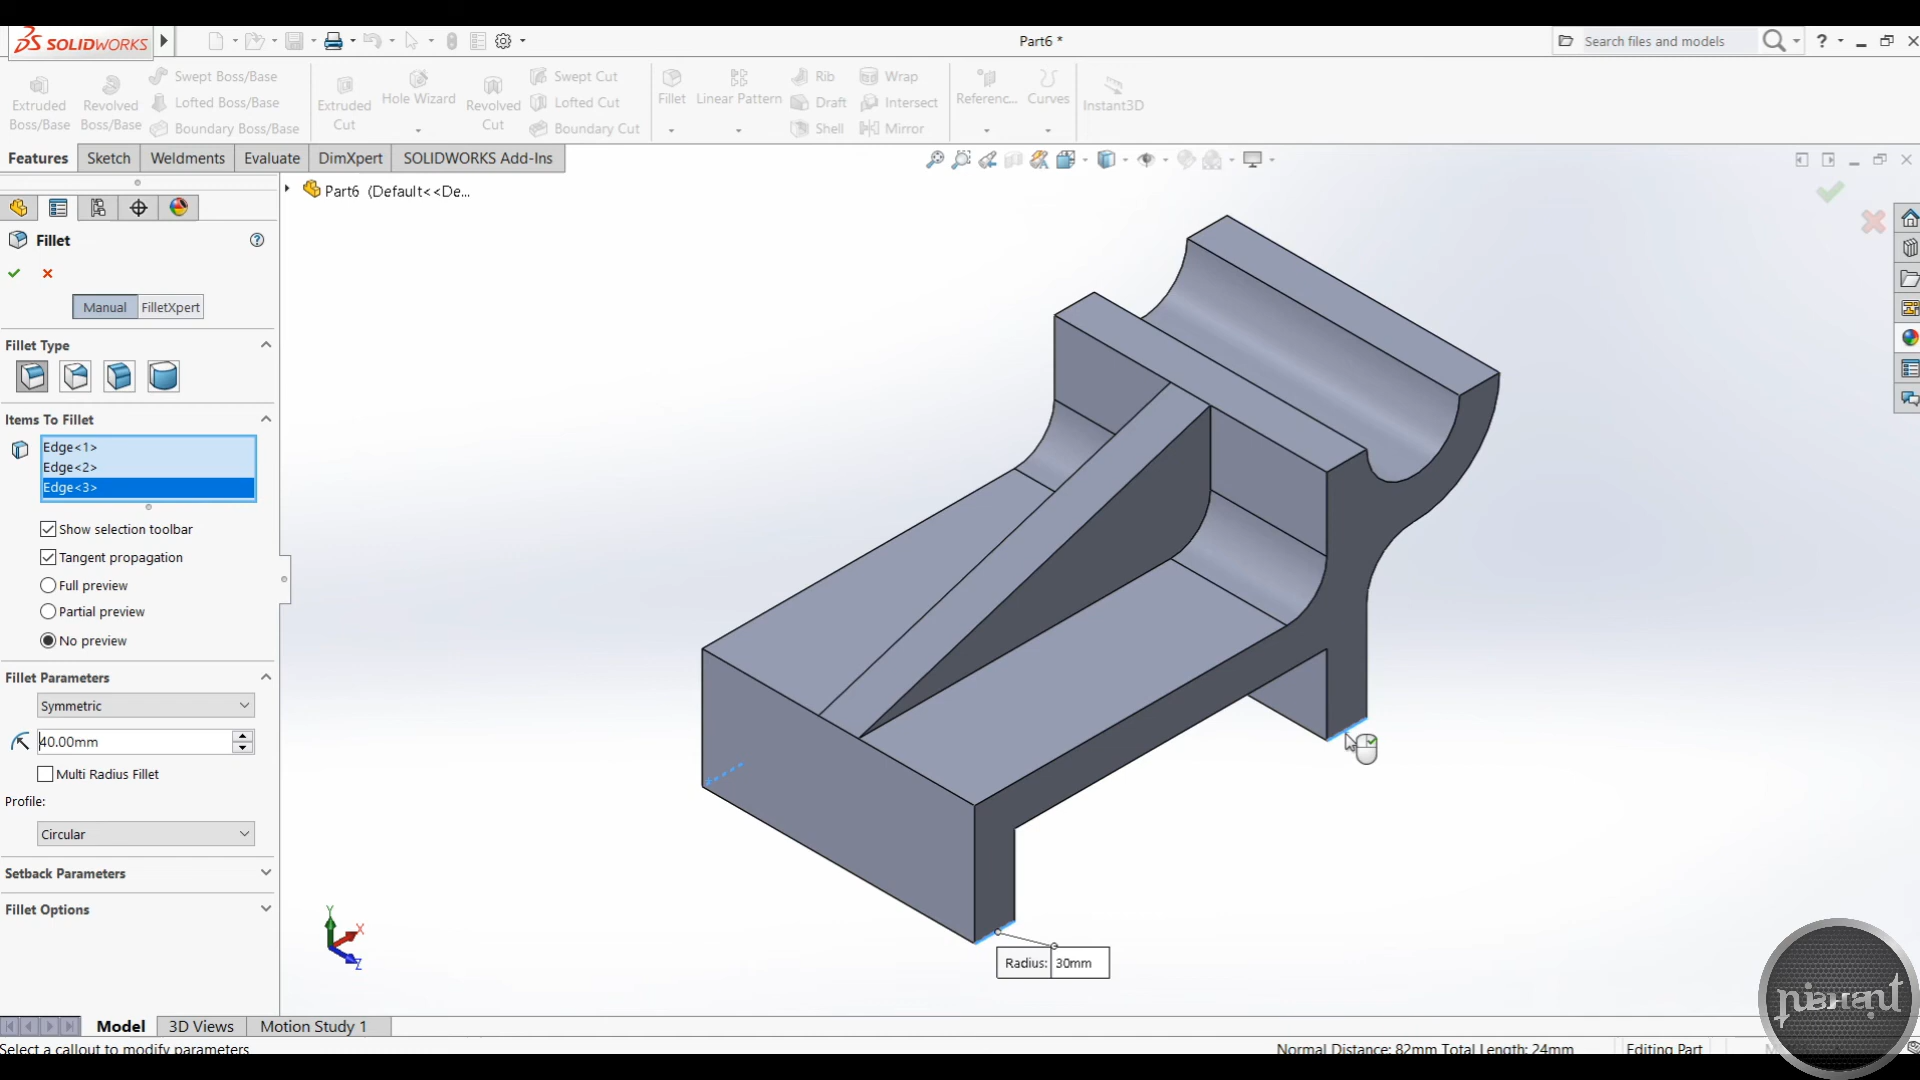 SOLIDWORKS
Part6 *
Search files and models
?
Extruded Boss/Base
Revolved Boss/Base
Swept Boss/Base
Lofted Boss/Base
Boundary Boss/Base
Extruded Cut
Hole Wizard
Revolved Cut
Swept Cut
Lofted Cut
Boundary Cut
Fillet
Linear Pattern
Rib
Draft
Shell
Wrap
Intersect
Mirror
Referenc...
Curves
Instant3D
Features
Sketch
Weldments
Evaluate
DimXpert
SOLIDWORKS Add-Ins
Part6 (Default<<De...
Fillet
?
Manual
FilletXpert
Fillet Type
Items To Fillet
Edge<1>
Edge<2>
Edge<3>
Show selection toolbar
Tangent propagation
Full preview
Partial preview
No preview
Fillet Parameters
Symmetric
40.00mm
Multi Radius Fillet
Profile:
Circular
Setback Parameters
Fillet Options
Y
X
Z
Radius: 30mm
Model
3D Views
Motion Study 1
Select a callout to modify parameters
Normal Distance: 82mm Total Length: 24mm
Editing Part